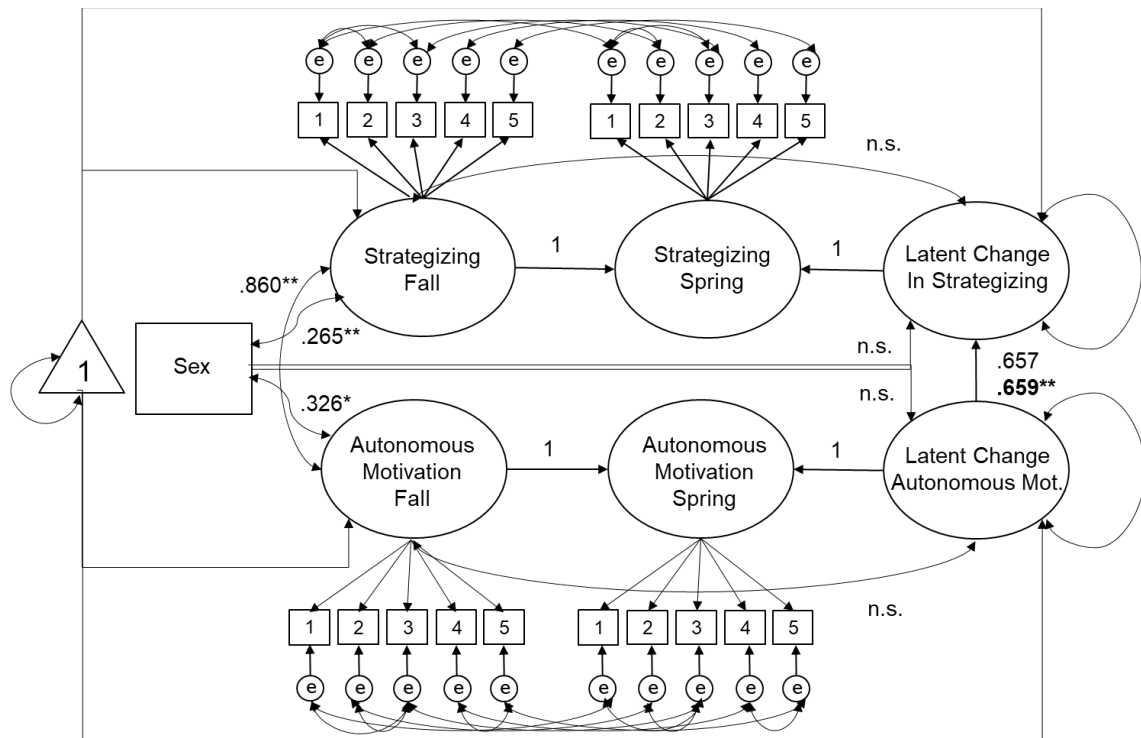 e e e e e e e e e e
1 2 3 4 5 1 2 3 4 5
n.s.
Strategizing
Fall
1
Strategizing
Spring
1
Latent Change
In Strategizing
.860**
.265**
1
Sex
n.s.
.657
.659**
n.s.
.326*
Autonomous
Motivation
Fall
1
Autonomous
Motivation
Spring
1
Latent Change
Autonomous Mot.
n.s.
1 2 3 4 5 1 2 3 4 5
e e e e e e e e e e